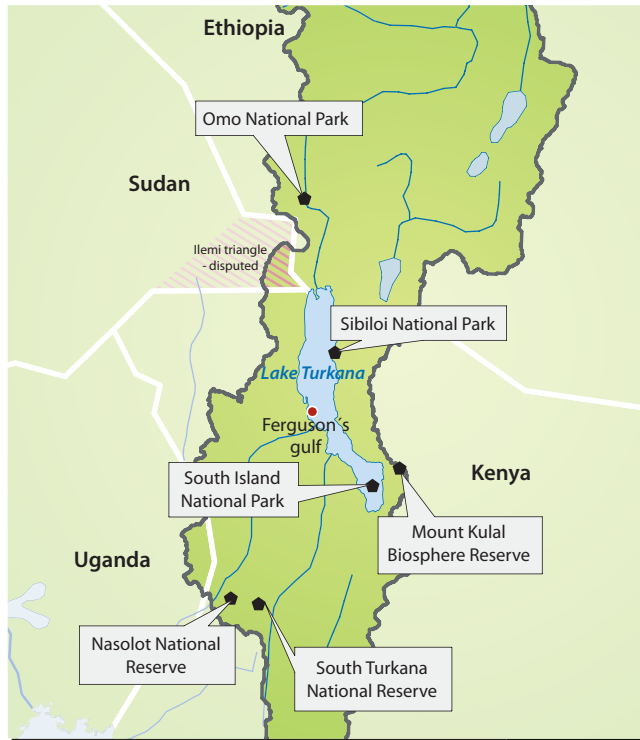 Ethiopia
Omo National Park
Sudan
Ilemi triangle
- disputed
Sibiloi National Park
Lake Turkana
Ferguson´s
gulf
South Island
National Park
Kenya
Mount Kulal
Biosphere Reserve
Uganda
Nasolot National
Reserve
South Turkana
National Reserve